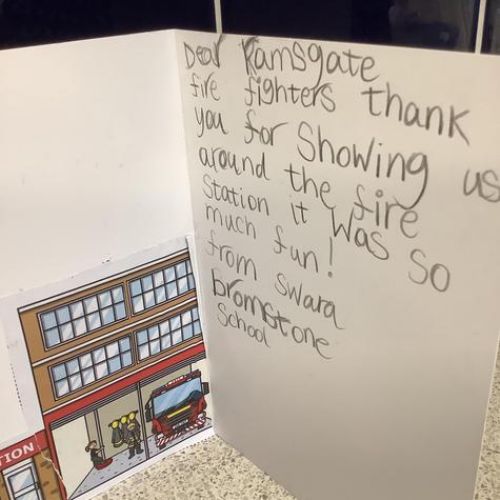 Dear Ramsgate
fire fighters thank
you for Showing us
around the fire
Station it was so
much fun!
from Swara
bromstone
School
TION